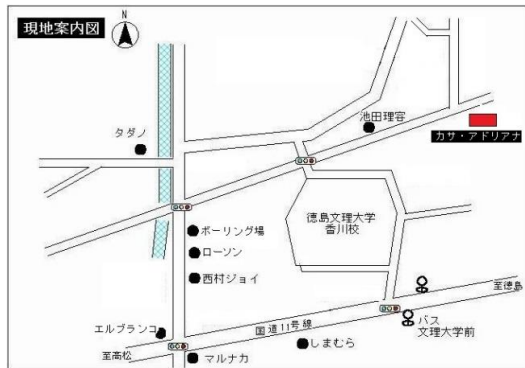 現地案内図
N
タダノ
池田理容
カサ・アドリアナ
徳島文理大学
香川校
ボーリング場
ローソン
西村ジョイ
至徳島
バス
文理大学前
エルブランコ
国道11号線
しまむら
至高松
マルナカ